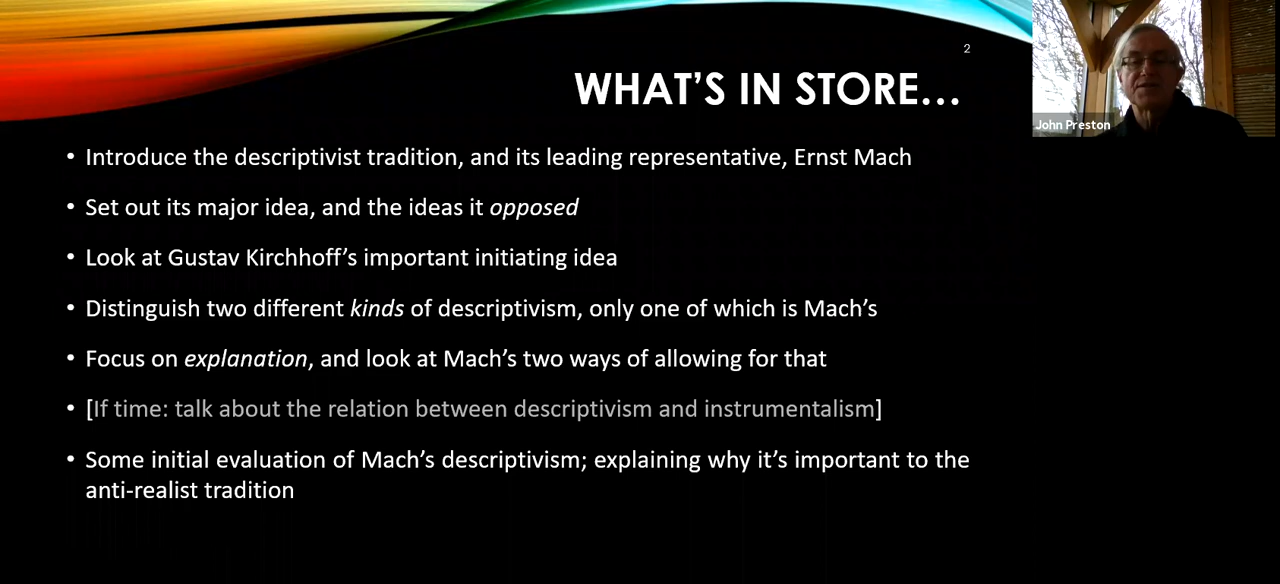 2
WHAT'S IN STORE…
John Preston
• Introduce the descriptivist tradition, and its leading representative, Ernst Mach
• Set out its major idea, and the ideas it opposed
• Look at Gustav Kirchhoff's important initiating idea
• Distinguish two different kinds of descriptivism, only one of which is Mach's
• Focus on explanation, and look at Mach's two ways of allowing for that
• [If time: talk about the relation between descriptivism and instrumentalism]
• Some initial evaluation of Mach's descriptivism; explaining why it's important to the
anti-realist tradition